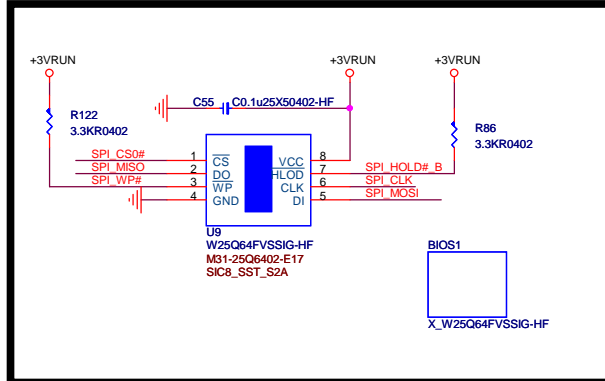 +3VRUN
+3VRUN
+3VRUN
C55
C0.1u25X50402-HF
R122
3.3KR0402
R86
3.3KR0402
SPI_CS0#
1
CS
VCC
8
SPI_MISO
2
DO
HLOD
7
SPI_HOLD#_B
SPI_WP#
3
WP
CLK
6
SPI_CLK
4
GND
DI
5
SPI_MOSI
U9
W25Q64FVSSIG-HF
M31-25Q6402-E17
SIC8_SST_S2A
BIOS1
X_W25Q64FVSSIG-HF